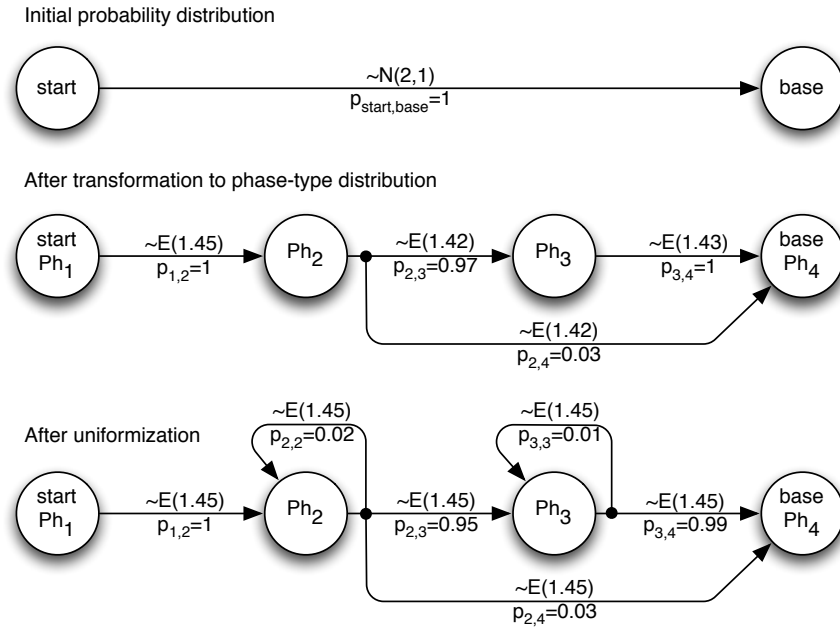 Initial probability distribution
start
~N(2,1)
p_start,base=1
base
After transformation to phase-type distribution
start
Ph₁
~E(1.45)
p₁,₂=1
Ph₂
~E(1.42)
p₂,₃=0.97
Ph₃
~E(1.43)
p₃,₄=1
base
Ph₄
~E(1.42)
p₂,₄=0.03
After uniformization
~E(1.45)
p₂,₂=0.02
~E(1.45)
p₃,₃=0.01
start
Ph₁
~E(1.45)
p₁,₂=1
Ph₂
~E(1.45)
p₂,₃=0.95
Ph₃
~E(1.45)
p₃,₄=0.99
base
Ph₄
~E(1.45)
p₂,₄=0.03